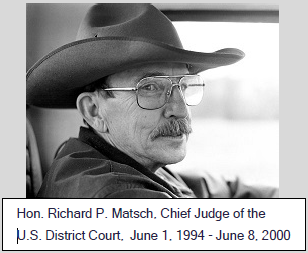 Hon. Richard P. Matsch, Chief Judge of the
U.S. District Court,  June 1, 1994 - June 8, 2000